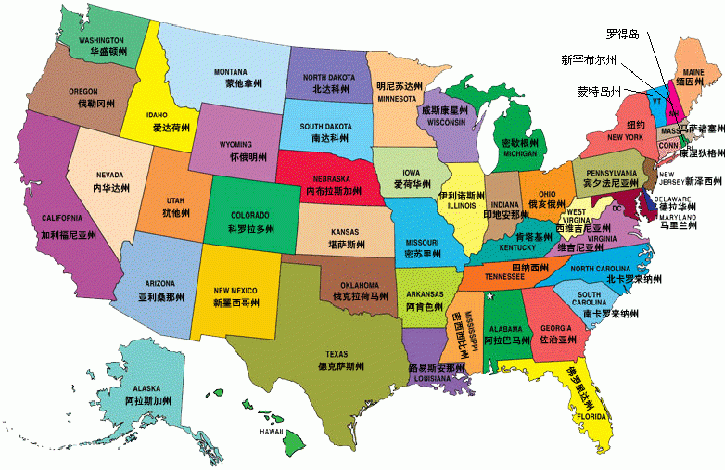 罗得岛
新罕布尔州
蒙特岛州
WASHINGTON
华盛顿州
OREGON
俄勒冈州
IDAHO
爱达荷州
MONTANA
蒙他拿州
NORTH DAKOTA
北达科州
明尼苏达州
MINNESOTA
威斯康星州
WISCONSIN
密歇根州
MICHIGAN
纽约
NEW YORK
VT
NH
MAINE
缅因州
MASS
马萨诸塞州
CONN
RI
康涅狄格州
SOUTH DAKOTA
南达科州
WYOMING
怀俄明州
NEVADA
内华达州
UTAH
犹他州
COLORADO
科罗拉多州
CALIFORNIA
加利福尼亚州
NEBRASKA
内布拉斯加州
IOWA
爱荷华州
伊利诺斯州
ILLINOIS
INDIANA
印地安那州
OHIO
俄亥俄州
PENNSYLVANIA
宾夕法尼亚州
NEW
JERSEY 新泽西州
DELAWARE
德拉华州
MARYLAND
马里兰州
DC
WEST
VIRGINIA
西维吉尼亚州
VIRGINIA
维吉尼亚州
KANSAS
堪萨斯州
MISSOURI
密苏里州
肯塔基州
KENTUCKY
田纳西州
TENNESSEE
NORTH CAROLINA
北卡罗来纳州
SOUTH
CAROLINA
南卡罗来纳州
ARIZONA
亚利桑那州
NEW MEXICO
新墨西哥州
OKLAHOMA
俄克拉荷马州
ARKANSAS
阿肯色州
MISSISSIPPI
密西西比州
ALABAMA
阿拉巴马州
GEORGIA
佐治亚州
TEXAS
德克萨斯州
路易斯安那州
LOUISIANA
佛罗里达州
FLORIDA
ALASKA
阿拉斯加州
HAWAII